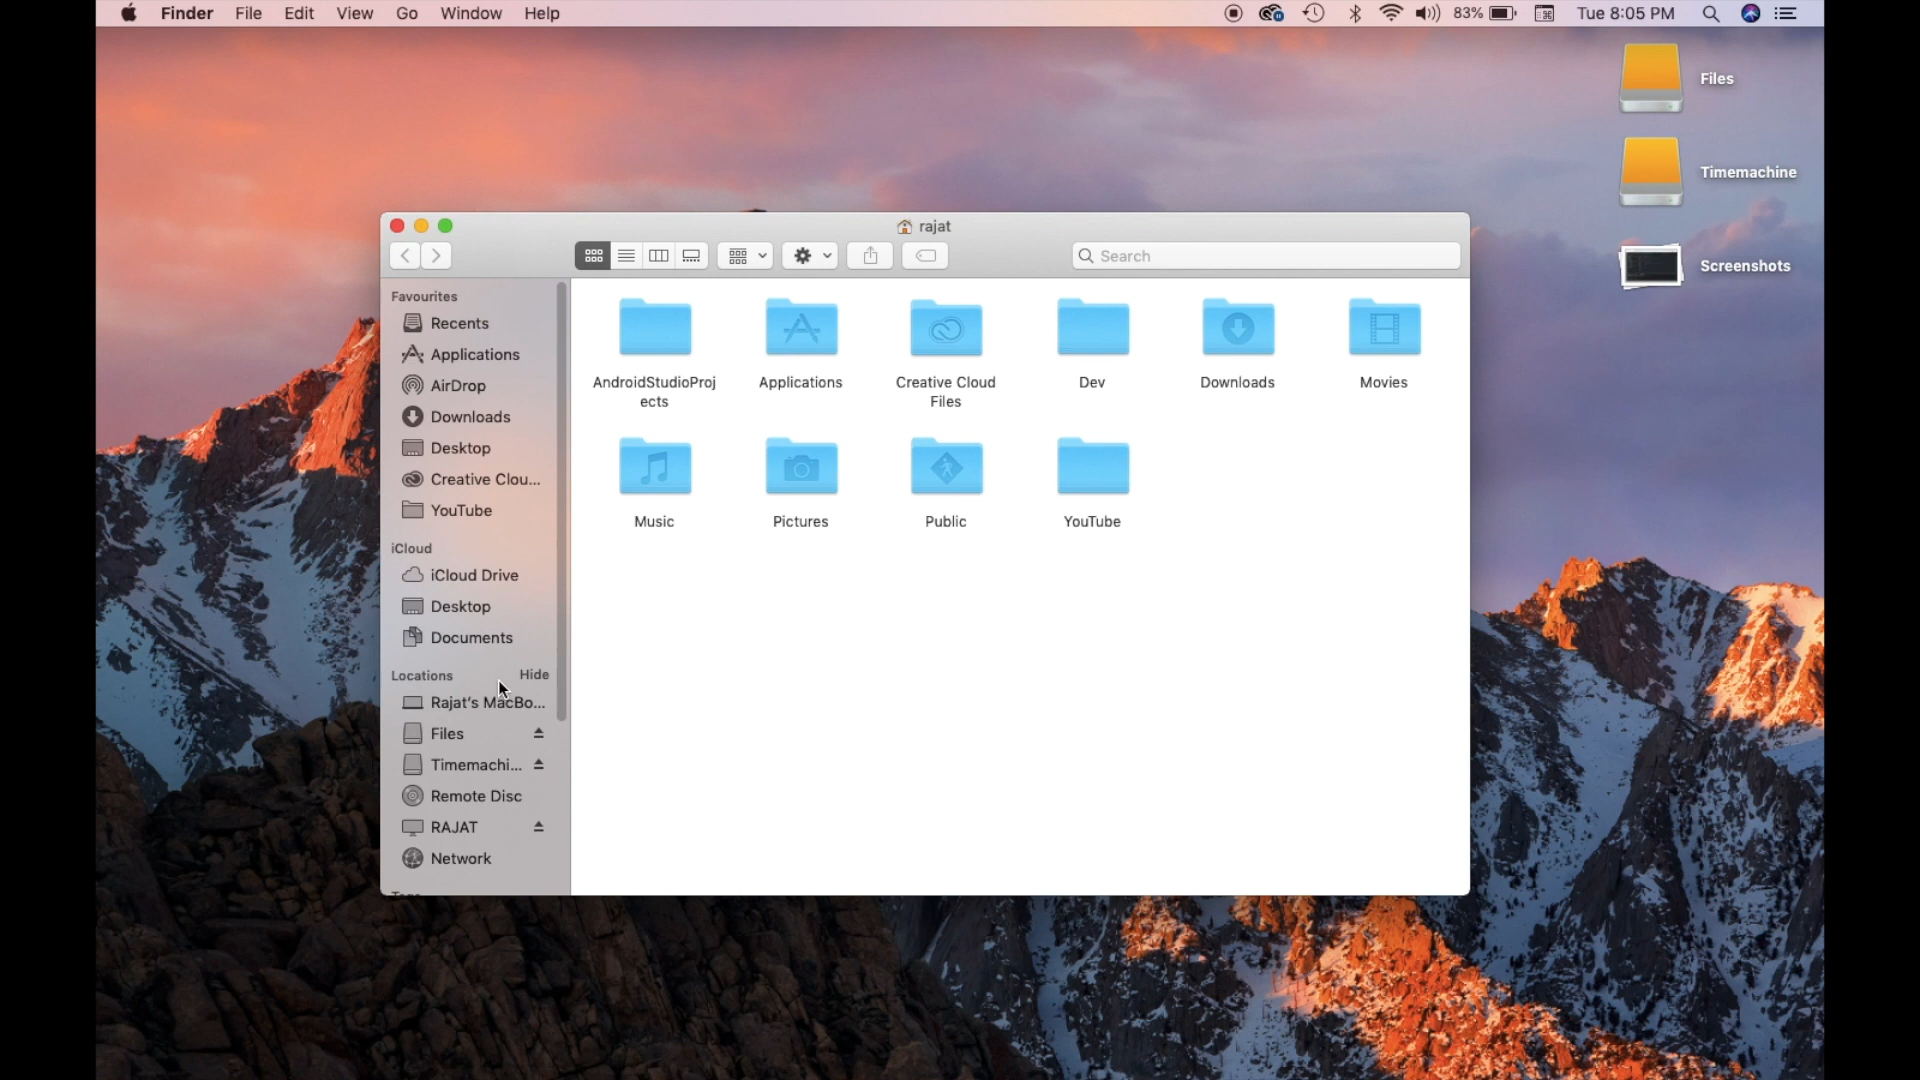 Finder File Edit View Go Window Help 83% Tue 8:05 PM
Files
Timemachine
Screenshots
rajat
Search
Favourites
Recents
Applications
AirDrop
Downloads
Desktop
Creative Clou...
YouTube
iCloud
iCloud Drive
Desktop
Documents
Locations Hide
Rajat's MacBo...
Files
Timemachi...
Remote Disc
RAJAT
Network
AndroidStudioProj
ects
Applications
Creative Cloud
Files
Dev
Downloads
Movies
Music
Pictures
Public
YouTube